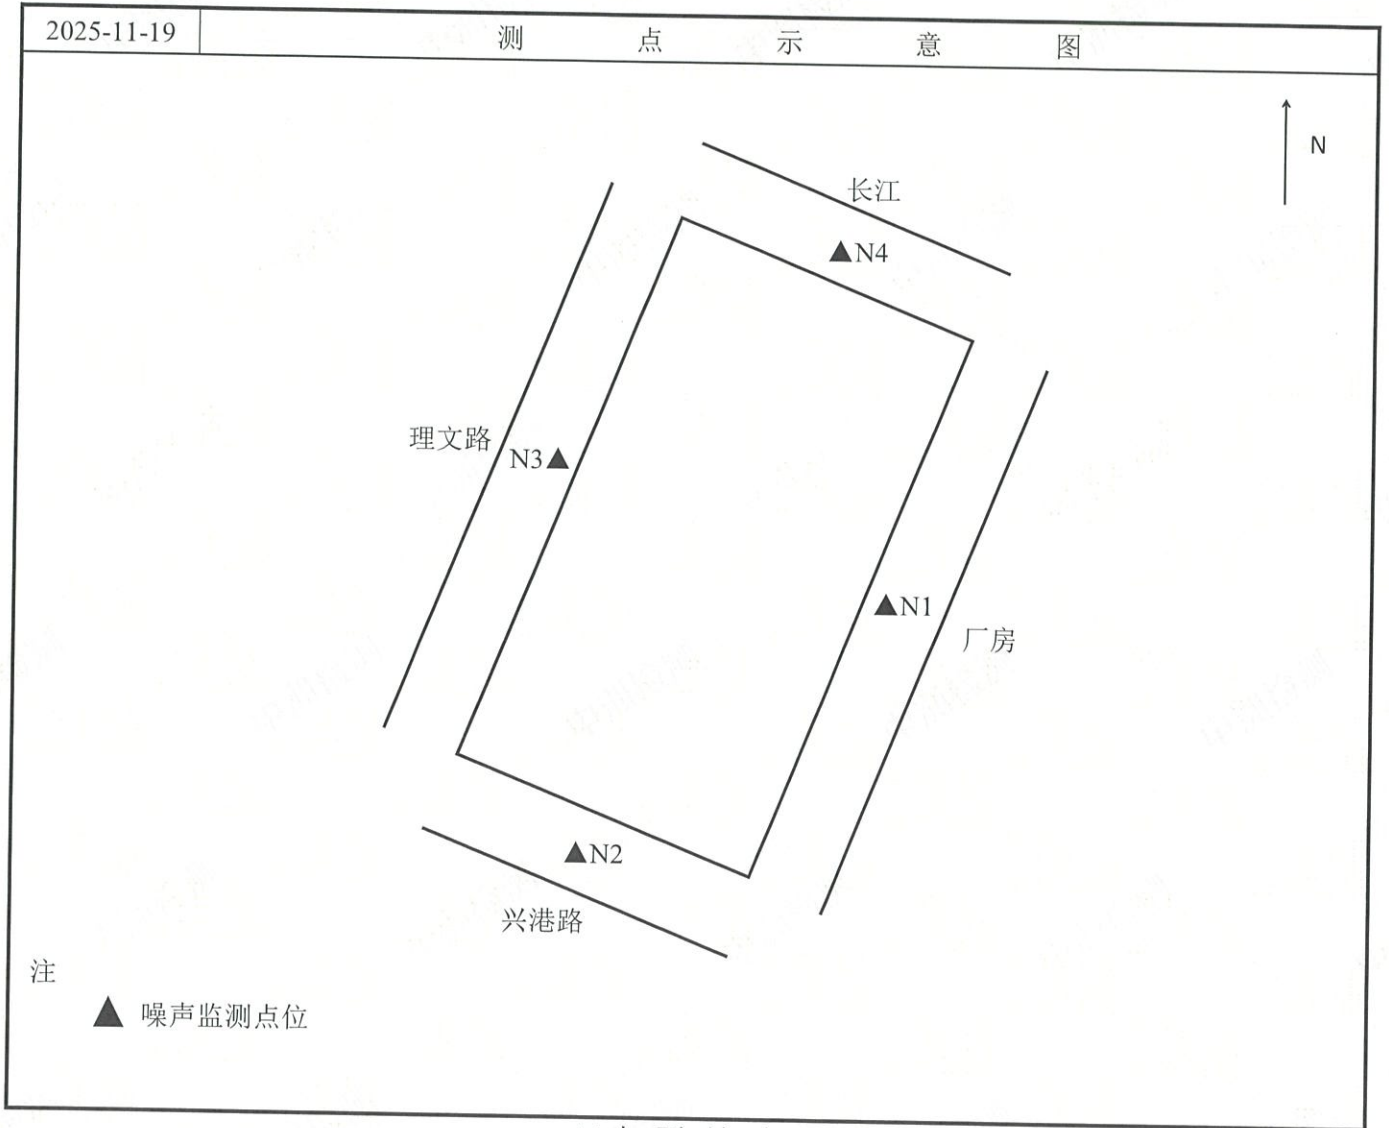 2025-11-19
测 点 示 意 图
N
长江
▲N4
理文路
N3▲
▲N1
厂房
▲N2
兴港路
注
▲ 噪声监测点位